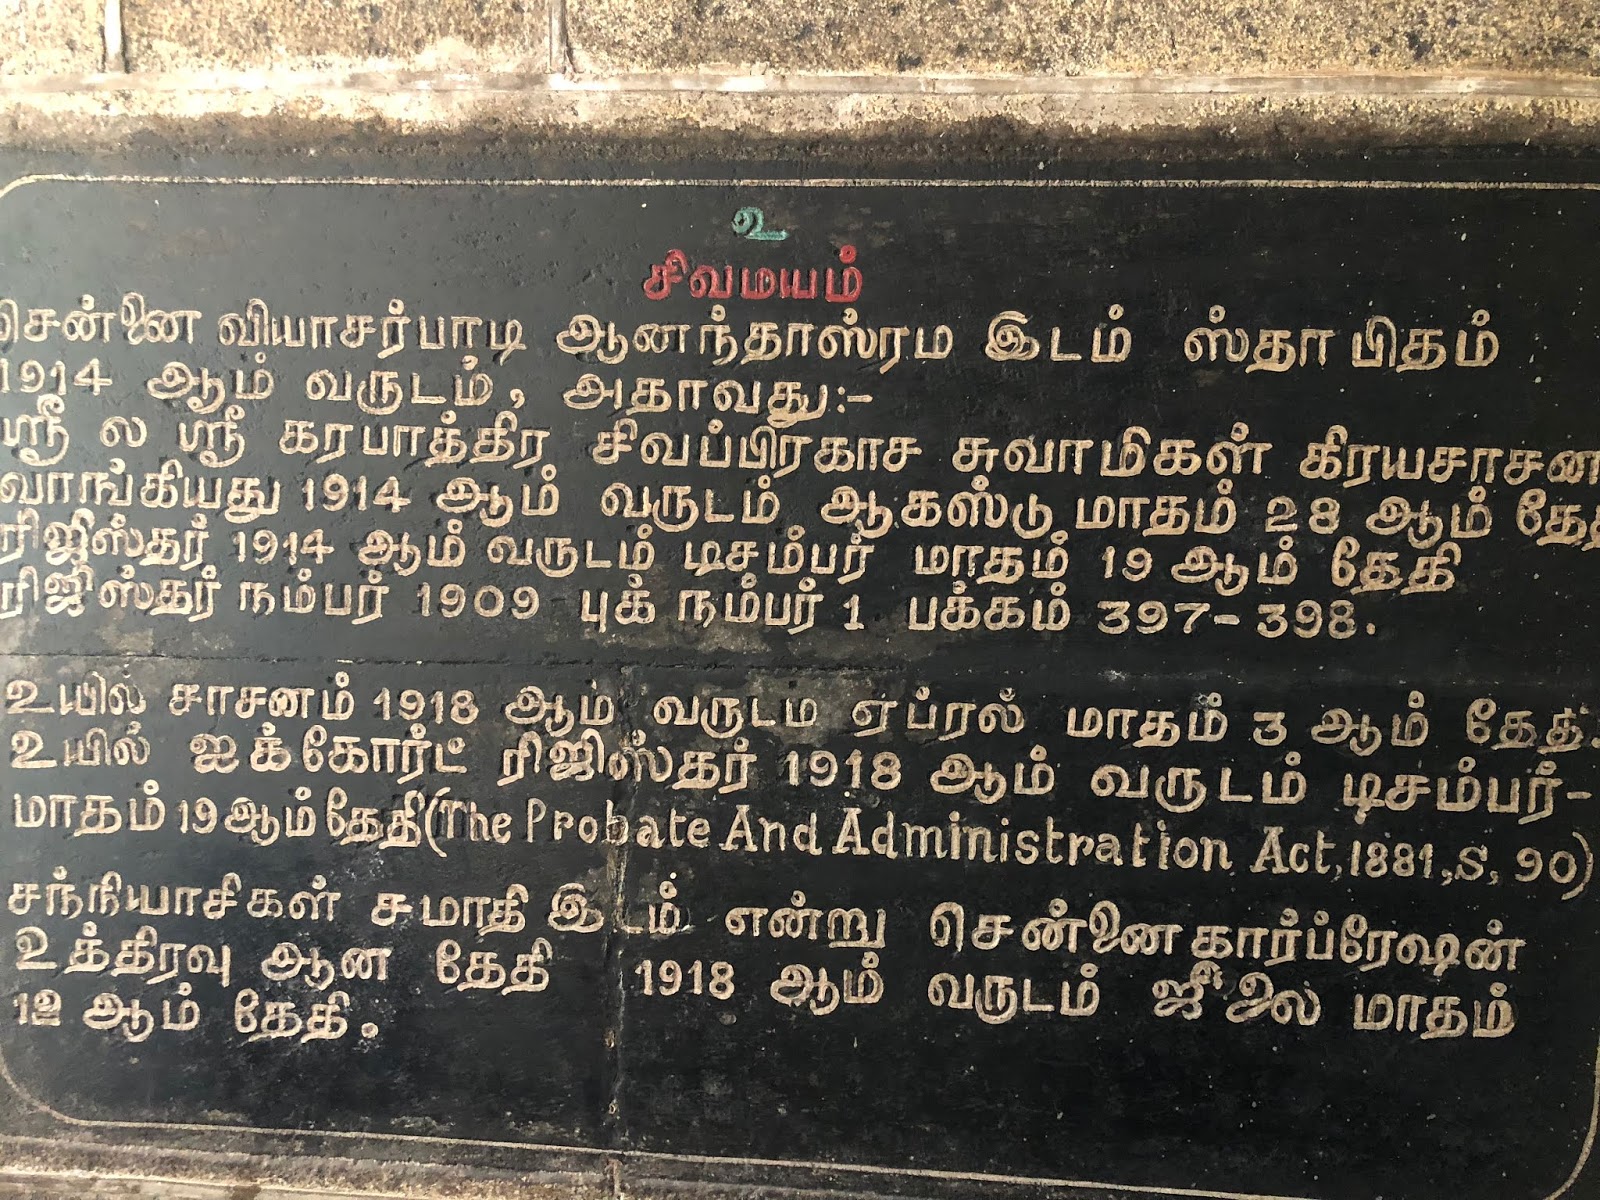 உ
சிவமயம்
சென்னை வியாசர்பாடி ஆனந்தாஸ்ரம இடம் ஸ்தாபிதம்
1914 ஆம் வருடம், அதாவது:-
ஸ்ரீ ல ஸ்ரீ கரபாத்திர சிவப்பிரகாச சுவாமிகள் கிரயசாசன
வாங்கியது 1914 ஆம் வருடம் ஆகஸ்டு மாதம் 28 ஆம்
ரிஜிஸ்தர் 1914 ஆம் வருடம் டிசம்பர் மாதம் 19 ஆம் தேதி
ரிஜிஸ்தர் நம்பர் 1909 புக் நம்பர் 1 பக்கம் 397-398.
உயில் சாசனம் 1918 ஆம் வருடம ஏப்ரல் மாதம் 3 ஆம் தேதி.
உயில் ஐக்கோர்ட் ரிஜிஸ்தர் 1918 ஆம் வருடம் டிசம்பர்-
மாதம் 19 ஆம் தேதி (The Probate And Administration Act, 1881, S, 90)
சந்நியாசிகள் சமாதி இடம் என்று சென்னை கார்ப்ரேஷன்
உத்திரவு ஆன தேதி 1918 ஆம் வருடம் ஜீலை மாதம்
ஆம் தேதி.